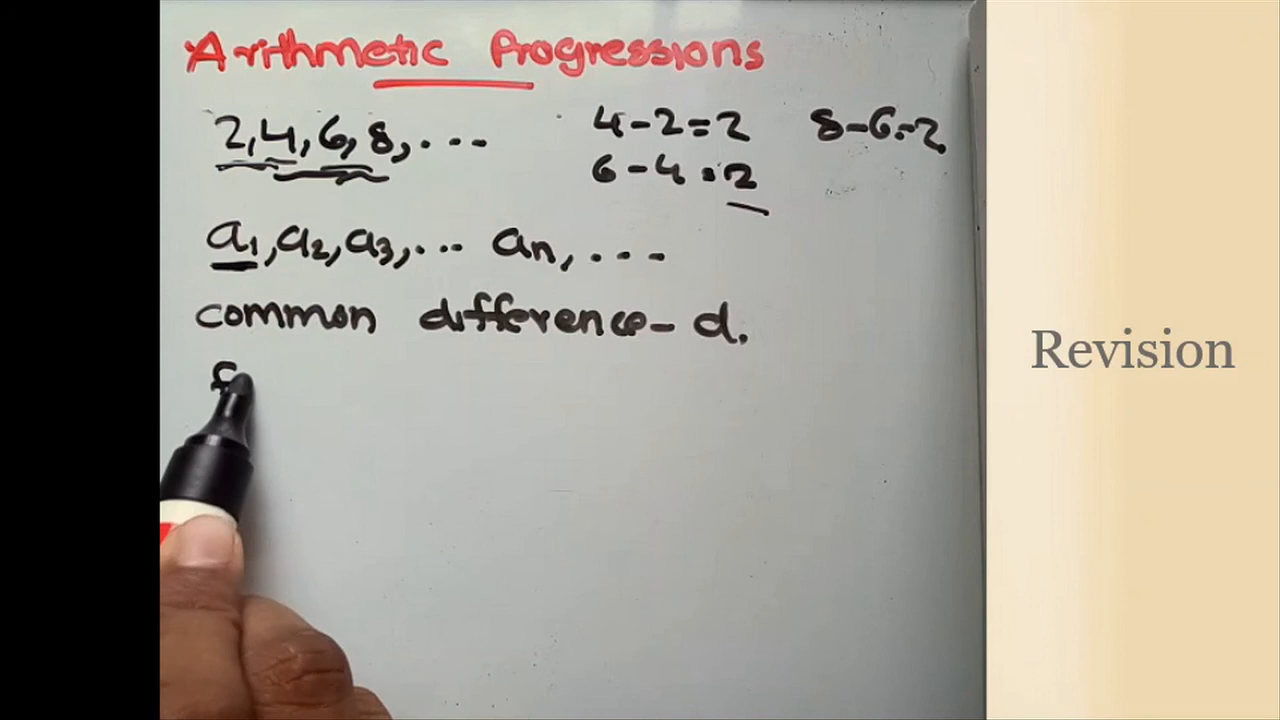 Arithmetic Progressions
2, 4, 6, 8, ... 4-2=2 8-6=2
6-4=2
a1, a2, a3, ... an, ...
common difference - d.
f
Revision